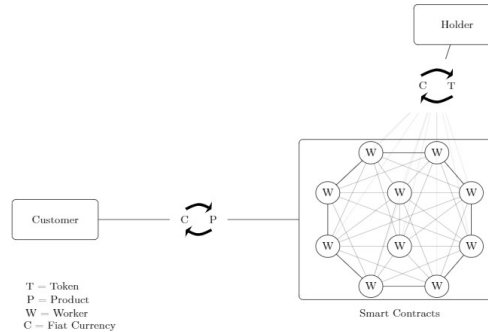 Holder
C T
W W
W W W
Customer
C P
W W W
W W
Smart Contracts
T = Token
P = Product
W = Worker
C = Fiat Currency